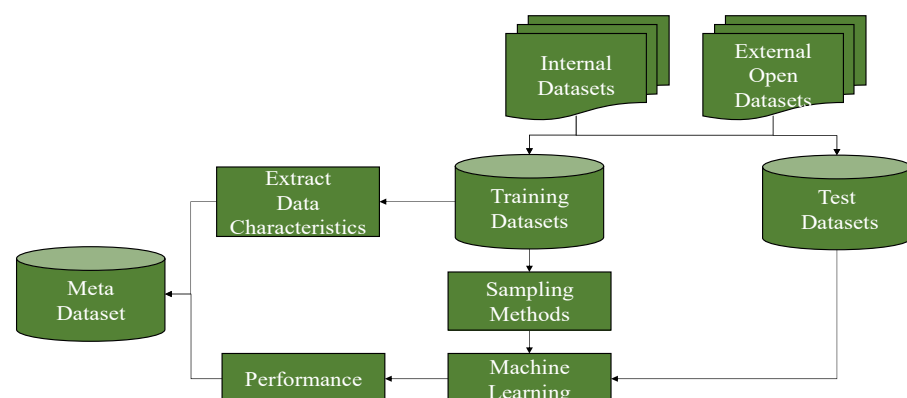 Internal
Datasets
External
Open
Datasets
Extract
Data
Characteristics
Training
Datasets
Test
Datasets
Meta
Dataset
Sampling
Methods
Performance
Machine
Learning